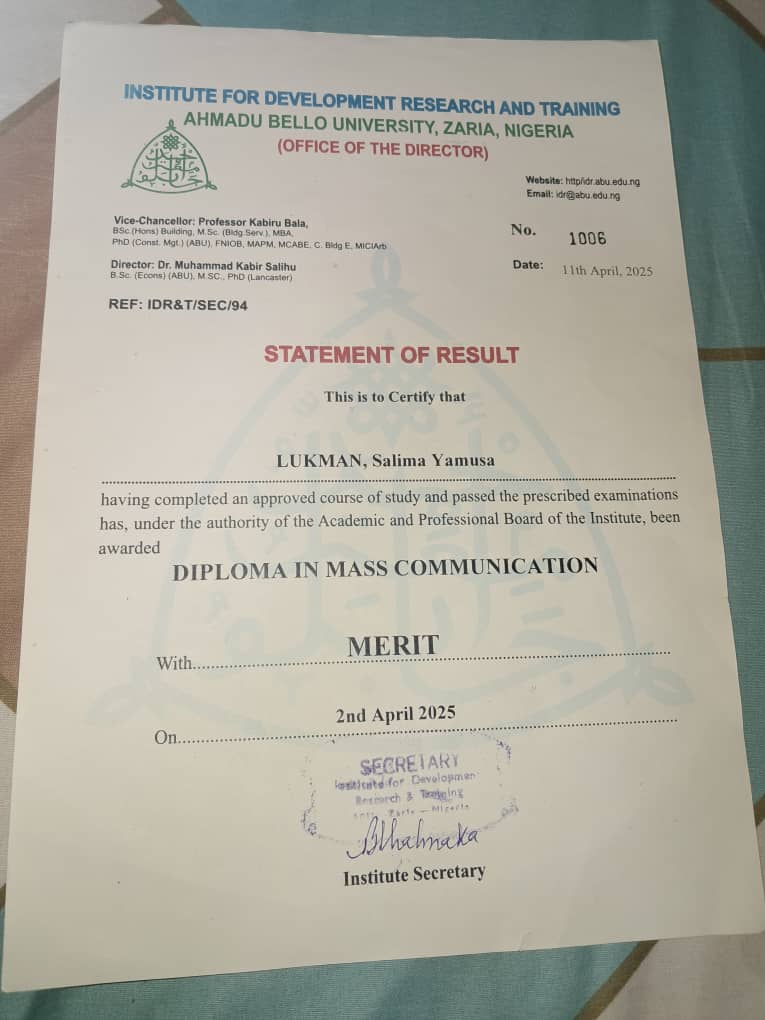 INSTITUTE FOR DEVELOPMENT RESEARCH AND TRAINING
AHMADU BELLO UNIVERSITY, ZARIA, NIGERIA
(OFFICE OF THE DIRECTOR)
Website: http/idr.abu.edu.ng
Email: idr@abu.edu.ng
Vice-Chancellor: Professor Kabiru Bala,
BSc.(Hons) Building, M.Sc. (Bldg.Serv.), MBA,
PhD (Const. Mgt.) (ABU), FNIOB, MAPM, MCABE, C. Bldg E, MICIArb
No. 1006
Director: Dr. Muhammad Kabir Salihu
B.Sc. (Econs) (ABU), M.SC., PhD (Lancaster)
Date: 11th April, 2025
REF: IDR&T/SEC/94
STATEMENT OF RESULT
This is to Certify that
LUKMAN, Salima Yamusa
having completed an approved course of study and passed the prescribed examinations
has, under the authority of the Academic and Professional Board of the Institute, been
awarded
DIPLOMA IN MASS COMMUNICATION
With MERIT
On 2nd April 2025
SECRETARY
Institute for Development
Research & Training
Zaria - Nigeria
Institute Secretary